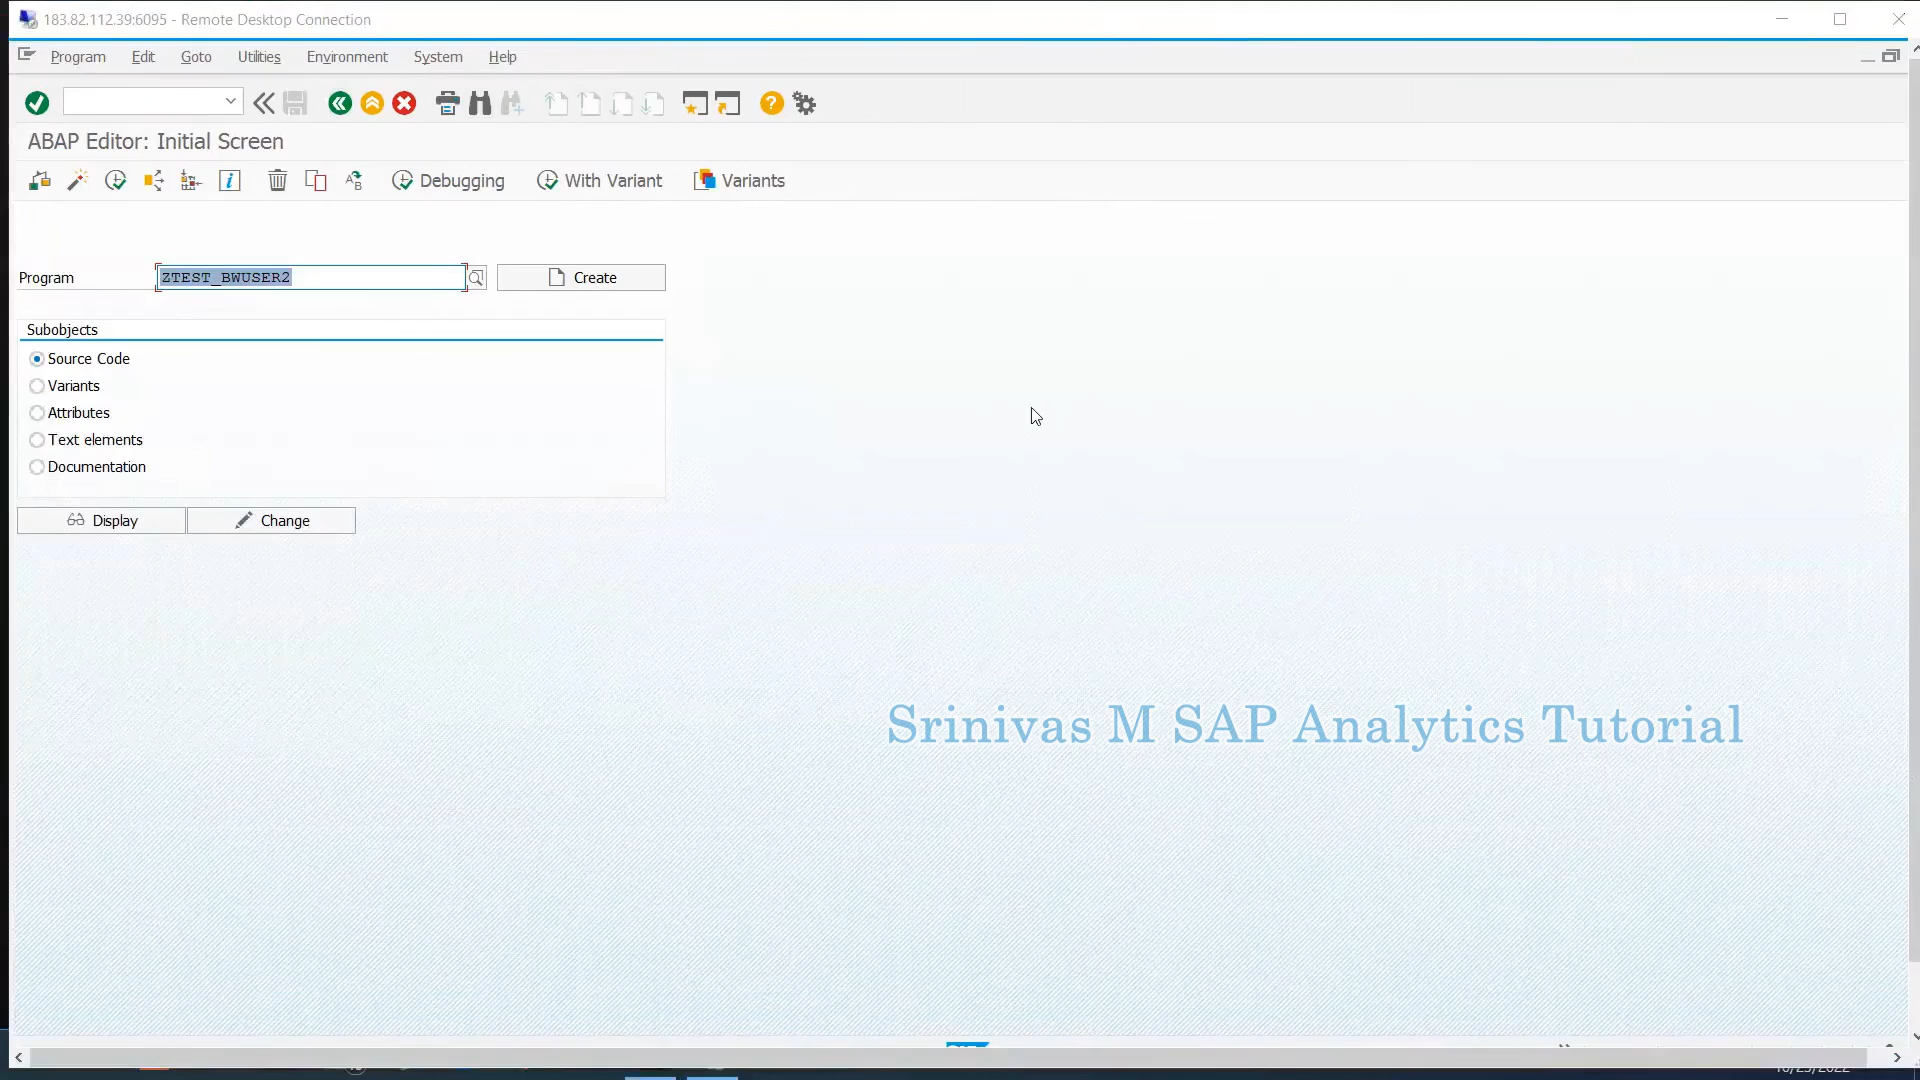 183.82.112.39:6095 - Remote Desktop Connection
Program Edit Goto Utilities Environment System Help
ABAP Editor: Initial Screen
Debugging With Variant Variants
Program ZTEST_BWUSER2 Create
Subobjects
Source Code
Variants
Attributes
Text elements
Documentation
Display Change
Srinivas M SAP Analytics Tutorial